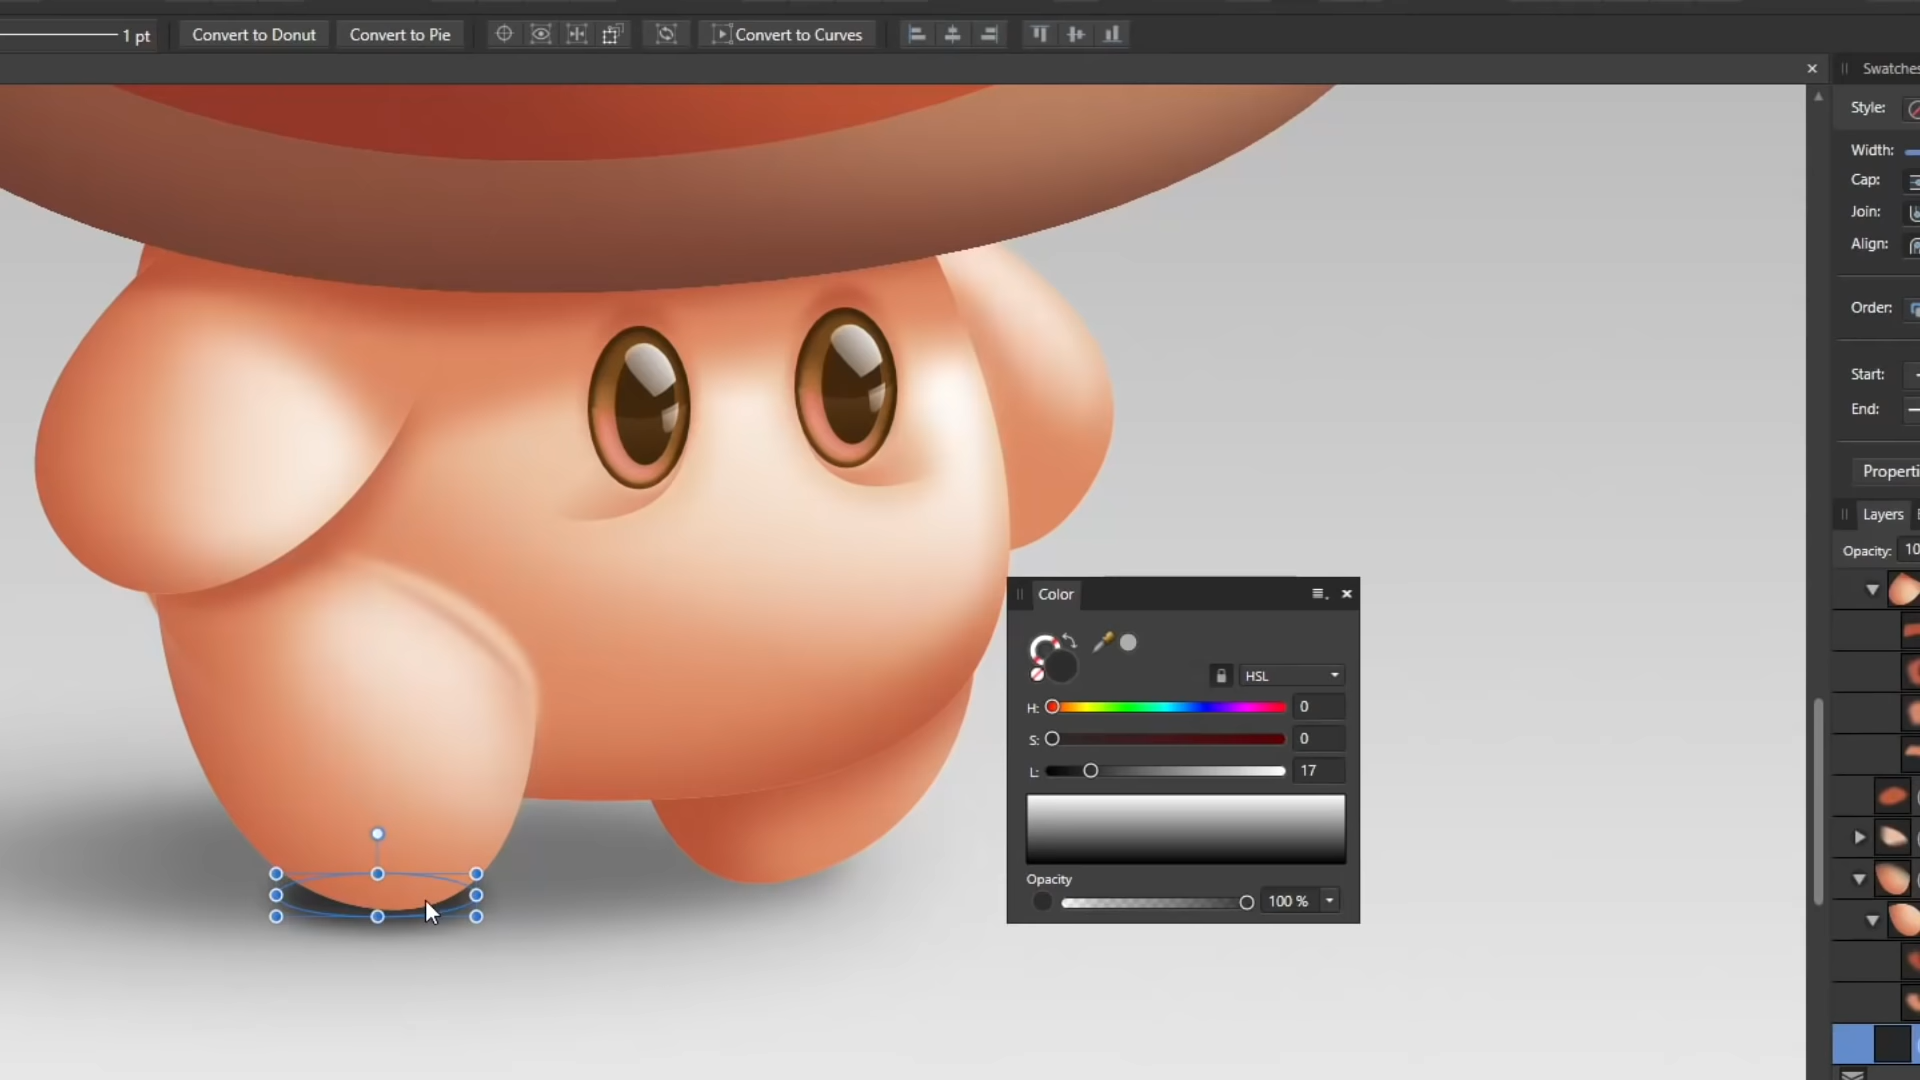 1 pt Convert to Donut Convert to Pie Convert to Curves
Swatches
Style:
Width:
Cap:
Join:
Align:
Order:
Start:
End:
Layers
Opacity: 10
Color
HSL
H: 0
S: 0
L: 17
Opacity
100 %